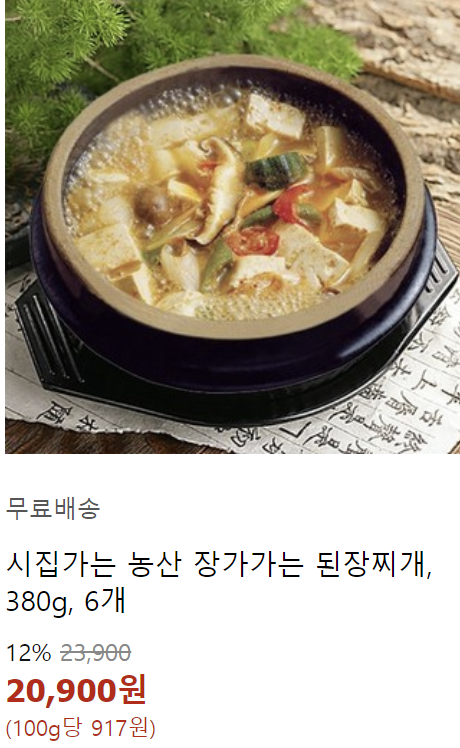 무료배송
시집가는 농산 장가가는 된장찌개,
380g, 6개
12% 23,900
20,900원
(100g당 917원)